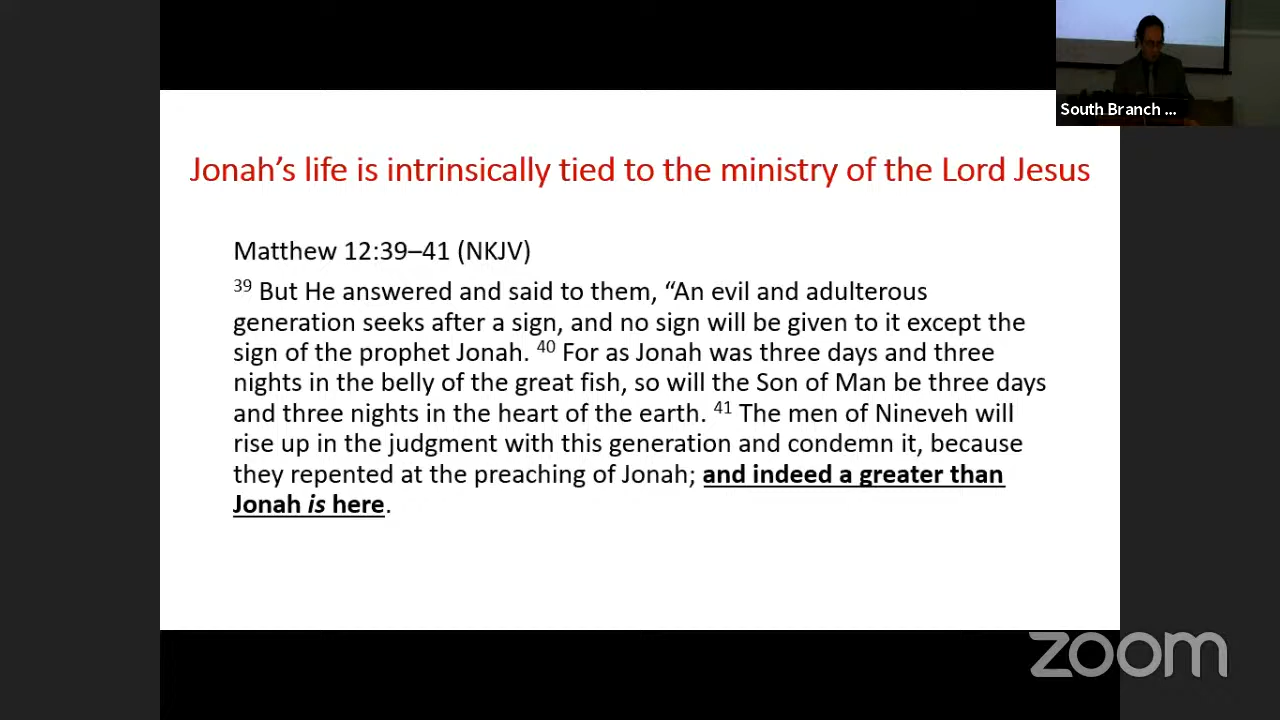 South Branch ...
Jonah’s life is intrinsically tied to the ministry of the Lord Jesus
Matthew 12:39–41 (NKJV)
39 But He answered and said to them, “An evil and adulterous
generation seeks after a sign, and no sign will be given to it except the
sign of the prophet Jonah. 40 For as Jonah was three days and three
nights in the belly of the great fish, so will the Son of Man be three days
and three nights in the heart of the earth. 41 The men of Nineveh will
rise up in the judgment with this generation and condemn it, because
they repented at the preaching of Jonah; and indeed a greater than
Jonah is here.
zoom